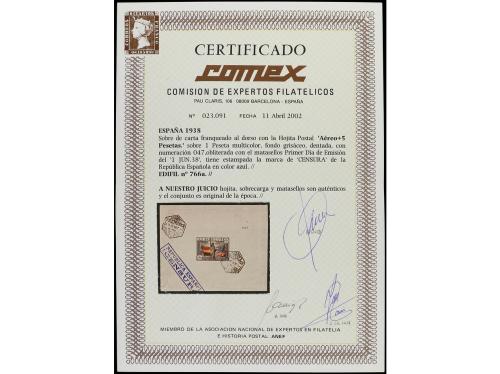 CERTIFICADO
comex
COMISION DE EXPERTOS FILATELICOS
PAU CLARIS, 106 08009 BARCELONA - ESPAÑA
Nº 023.091 FECHA 11 Abril 2002
ESPAÑA 1938
Sobre de carta franqueado al dorso con la Hojita Postal 'Aéreo+5
Pesetas.' sobre 1 Peseta multicolor, fondo grisáceo, dentada, con
numeración 047,obliterada con el matasellos Primer Día de Emisión del
'1 JUN.38', tiene estampada la marca de 'CENSURA' de la
República Española en color azul. //
EDIFIL nº 766a. //
A NUESTRO JUICIO hojita, sobrecarga y matasellos son auténticos
y el conjunto es original de la época. //
CENSURA
MIEMBRO DE LA ASOCIACION NACIONAL DE EXPERTOS EN FILATELIA
E HISTORIA POSTAL ANEF